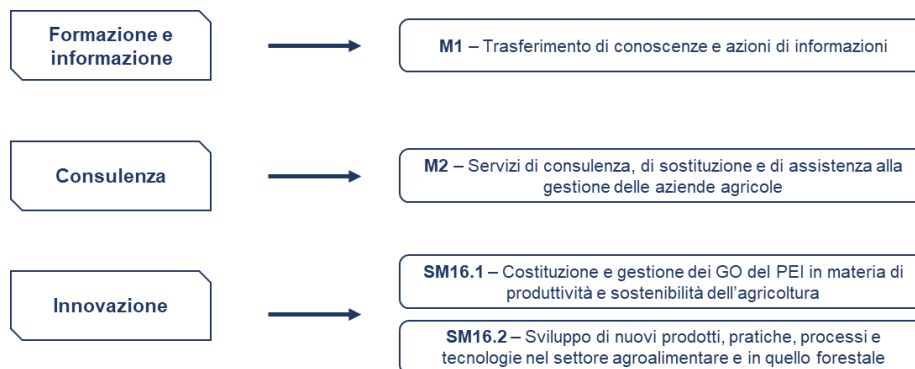 Formazione e
informazione
M1 – Trasferimento di conoscenze e azioni di informazioni
Consulenza
M2 – Servizi di consulenza, di sostituzione e di assistenza alla
gestione delle aziende agricole
Innovazione
SM16.1 – Costituzione e gestione dei GO del PEI in materia di
produttività e sostenibilità dell’agricoltura
SM16.2 – Sviluppo di nuovi prodotti, pratiche, processi e
tecnologie nel settore agroalimentare e in quello forestale